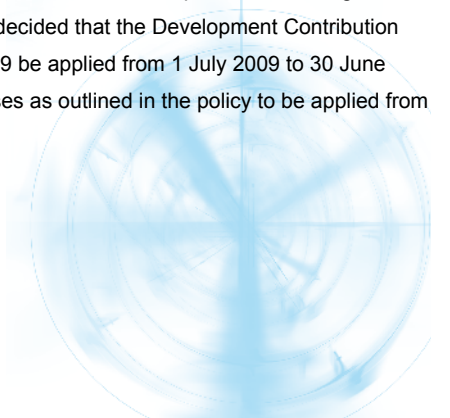 decided that the Development Contribution
9 be applied from 1 July 2009 to 30 June
es as outlined in the policy to be applied from